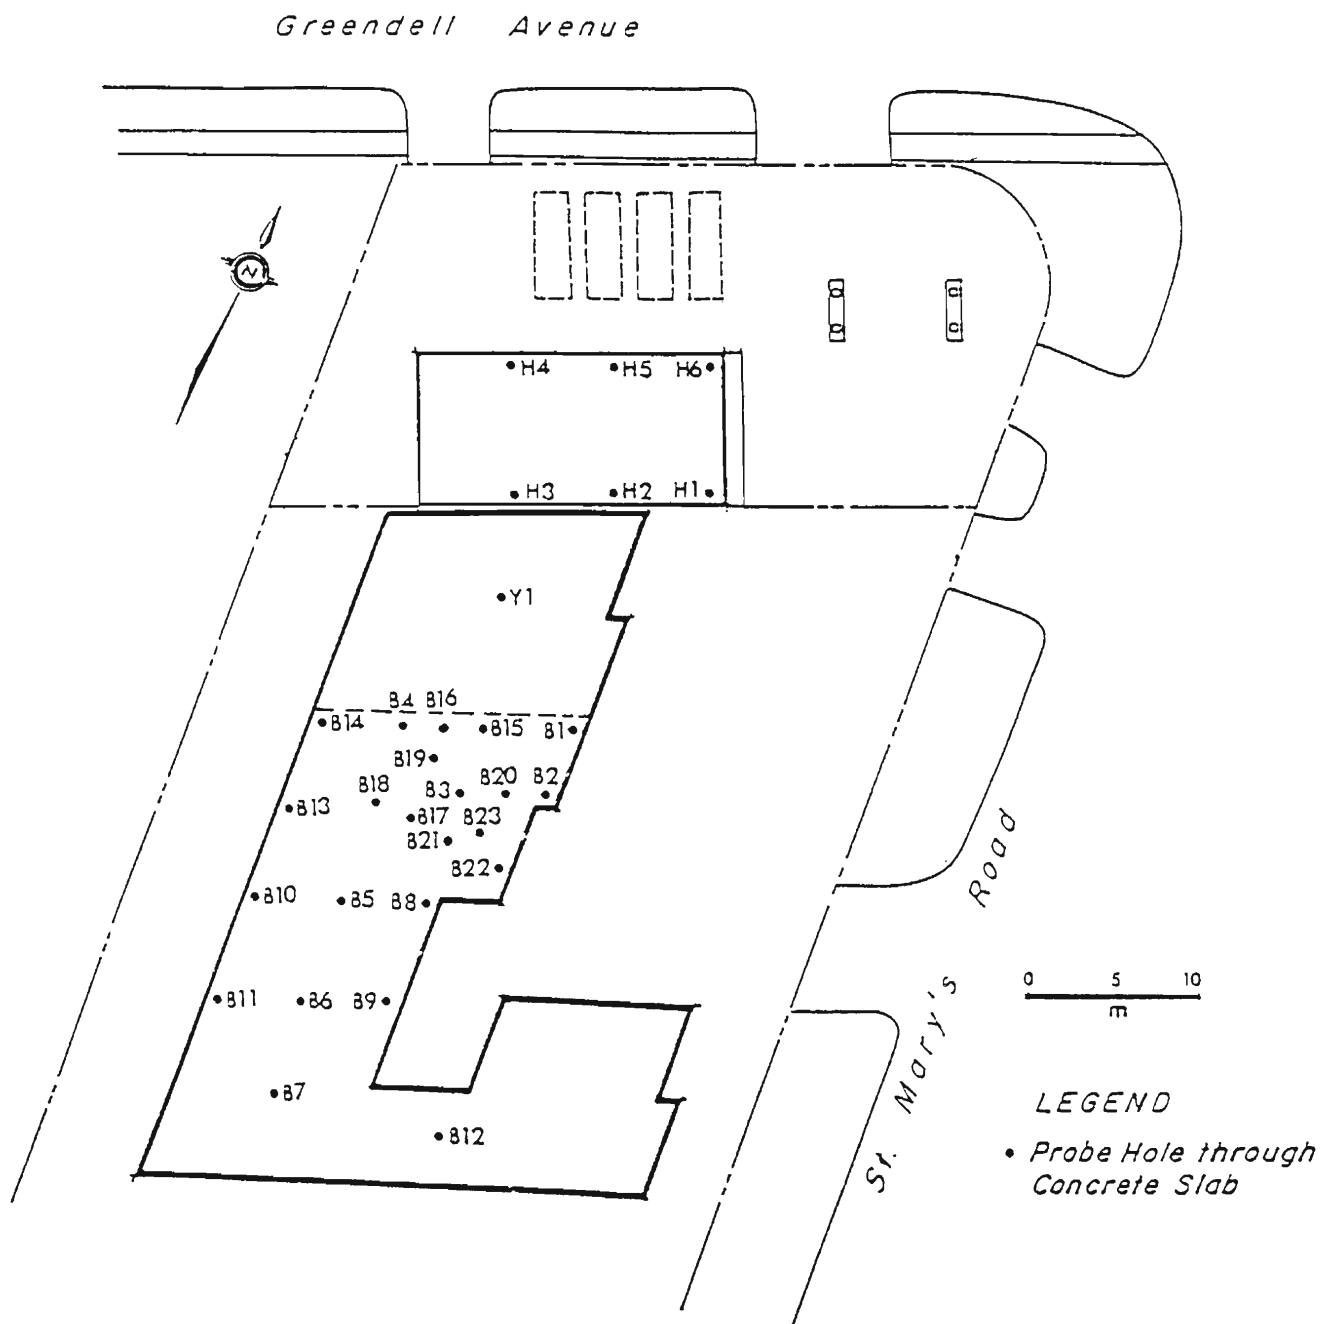 Greendell Avenue
N
H4 H5 H6
H3 H2 H1
Y1
B4 B16
B14 B15 B1
B19
B18 B3 B20 B2
B13 B17 B23
B21
B22
B10 B5 B8
B11 B6 B9
B7
B12
St. Mary's Road
0 5 10
m
LEGEND
• Probe Hole through
Concrete Slab